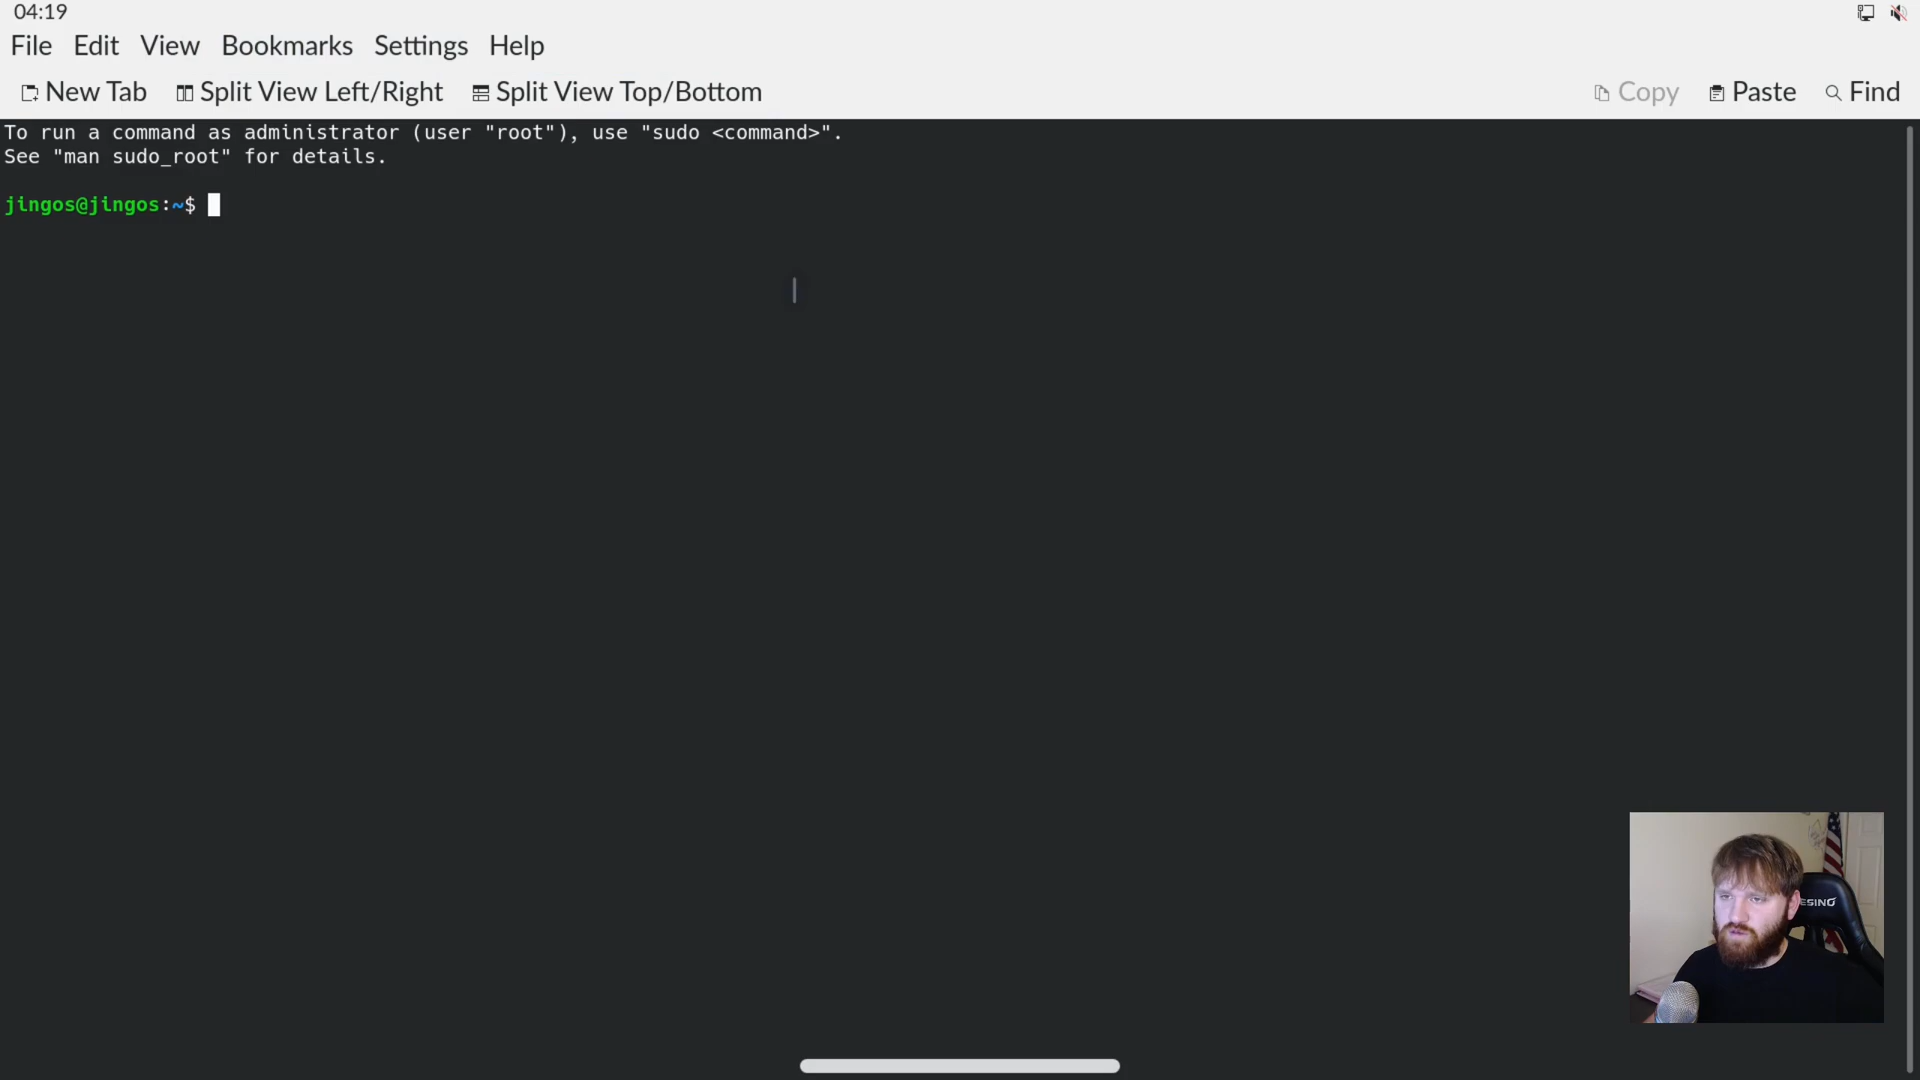 04:19
File Edit View Bookmarks Settings Help
New Tab Split View Left/Right Split View Top/Bottom Copy Paste Find
To run a command as administrator (user "root"), use "sudo <command>".
See "man sudo_root" for details.
jingos@jingos:~$
ESINO